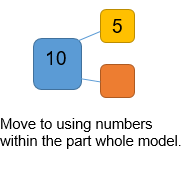 5
10
Move to using numbers
within the part whole model.